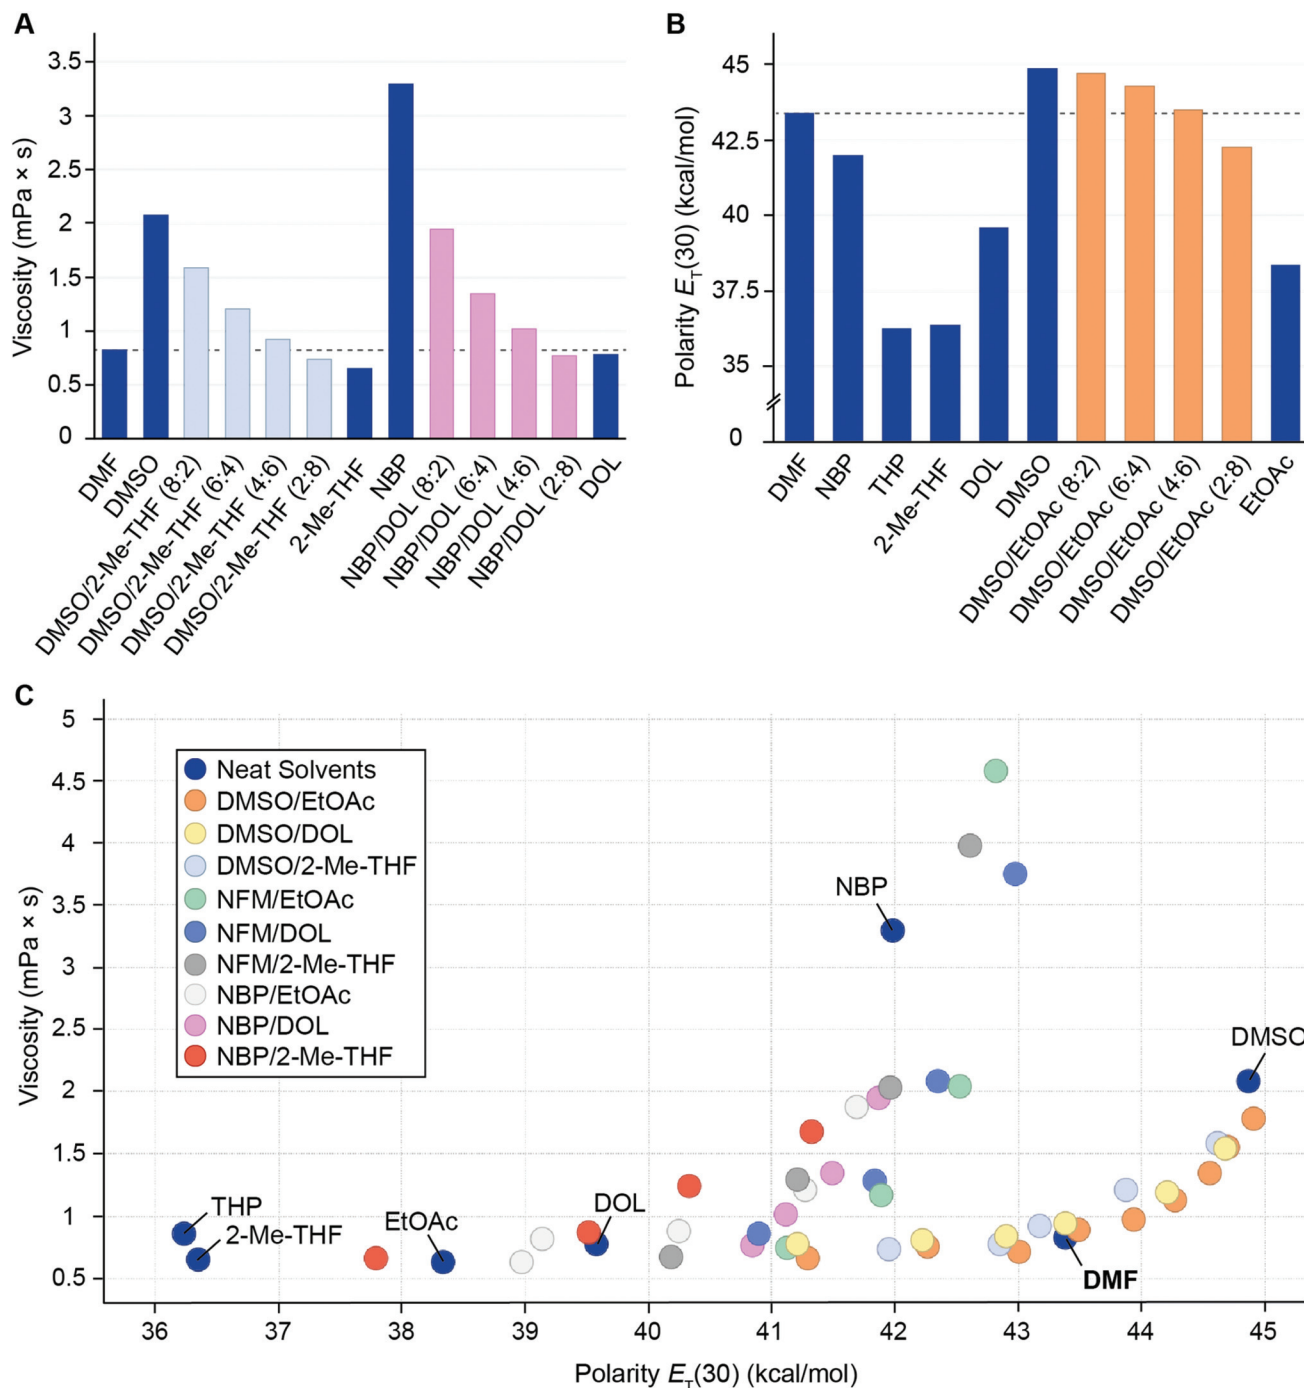 A
Viscosity (mPa × s)
3.5
3
2.5
2
1.5
1
0.5
0
DMF
DMSO
DMSO/2-Me-THF (8:2)
DMSO/2-Me-THF (6:4)
DMSO/2-Me-THF (4:6)
DMSO/2-Me-THF (2:8)
2-Me-THF
NBP
NBP/DOL (8:2)
NBP/DOL (6:4)
NBP/DOL (4:6)
NBP/DOL (2:8)
DOL
B
Polarity E_T(30) (kcal/mol)
45
42.5
40
37.5
35
0
DMF
NBP
THP
2-Me-THF
DOL
DMSO
DMSO/EtOAc (8:2)
DMSO/EtOAc (6:4)
DMSO/EtOAc (4:6)
DMSO/EtOAc (2:8)
EtOAc
C
Viscosity (mPa × s)
5
4.5
4
3.5
3
2.5
2
1.5
1
0.5
Neat Solvents
DMSO/EtOAc
DMSO/DOL
DMSO/2-Me-THF
NFM/EtOAc
NFM/DOL
NFM/2-Me-THF
NBP/EtOAc
NBP/DOL
NBP/2-Me-THF
NBP
DMSO
THP
2-Me-THF
EtOAc
DOL
DMF
36 37 38 39 40 41 42 43 44 45
Polarity E_T(30) (kcal/mol)